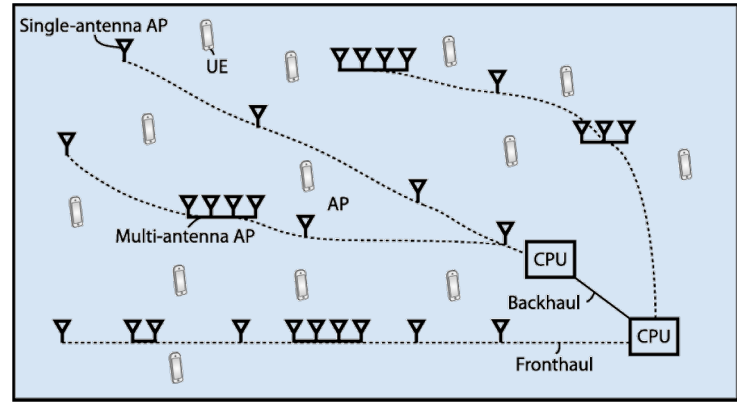 Single-antenna AP
UE
AP
Multi-antenna AP
CPU
Backhaul
CPU
Fronthaul